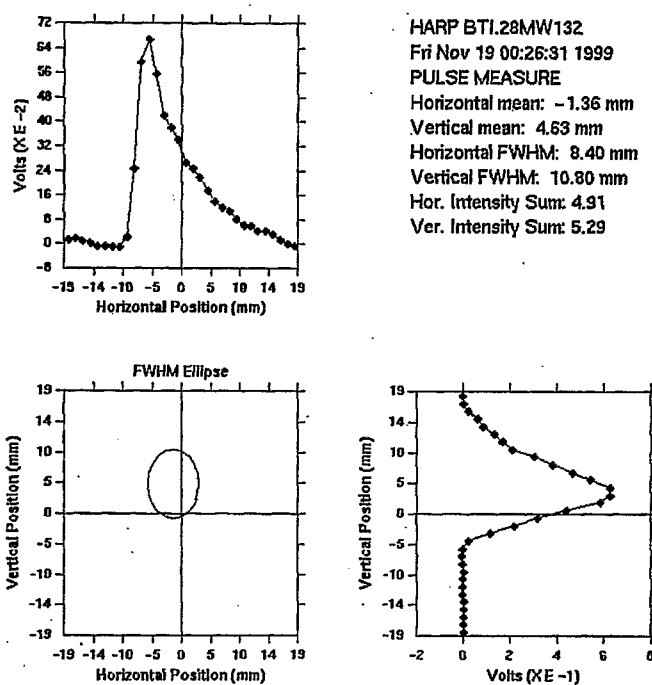 HARP BTI.28MW132
Fri Nov 19 00:26:31 1999
PULSE MEASURE
Horizontal mean: -1.36 mm
Vertical mean: 4.63 mm
Horizontal FWHM: 8.40 mm
Vertical FWHM: 10.80 mm
Hor. Intensity Sum: 4.91
Ver. Intensity Sum: 5.29
Volts (X E -2)
72
64
56
48
40
32
24
16
8
0
-8
-19 -14 -10 -5 0 5 10 14 19
Horizontal Position (mm)
FWHM Ellipse
Vertical Position (mm)
19
14
10
5
0
-5
-10
-14
-19
-19 -14 -10 -5 0 5 10 14 19
Horizontal Position (mm)
Vertical Position (mm)
19
14
10
5
0
-5
-10
-14
-19
-2 0 2 4 6 8
Volts (X E -1)